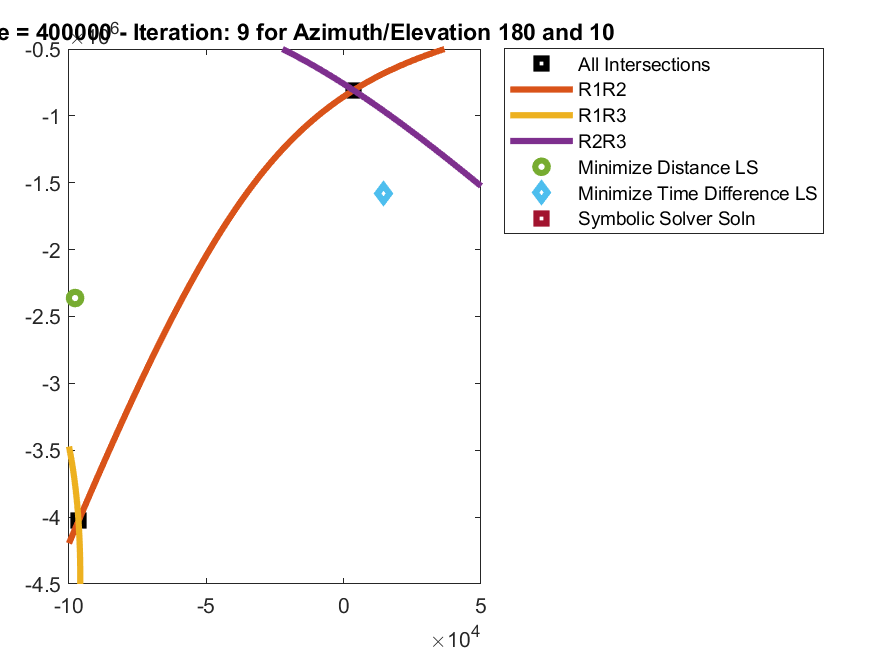 e = 400000 - Iteration: 9 for Azimuth/Elevation 180 and 10
×10^6
-0.5
-1
-1.5
-2
-2.5
-3
-3.5
-4
-4.5
-10
-5
0
5
×10^4
All Intersections
R1R2
R1R3
R2R3
Minimize Distance LS
Minimize Time Difference LS
Symbolic Solver Soln